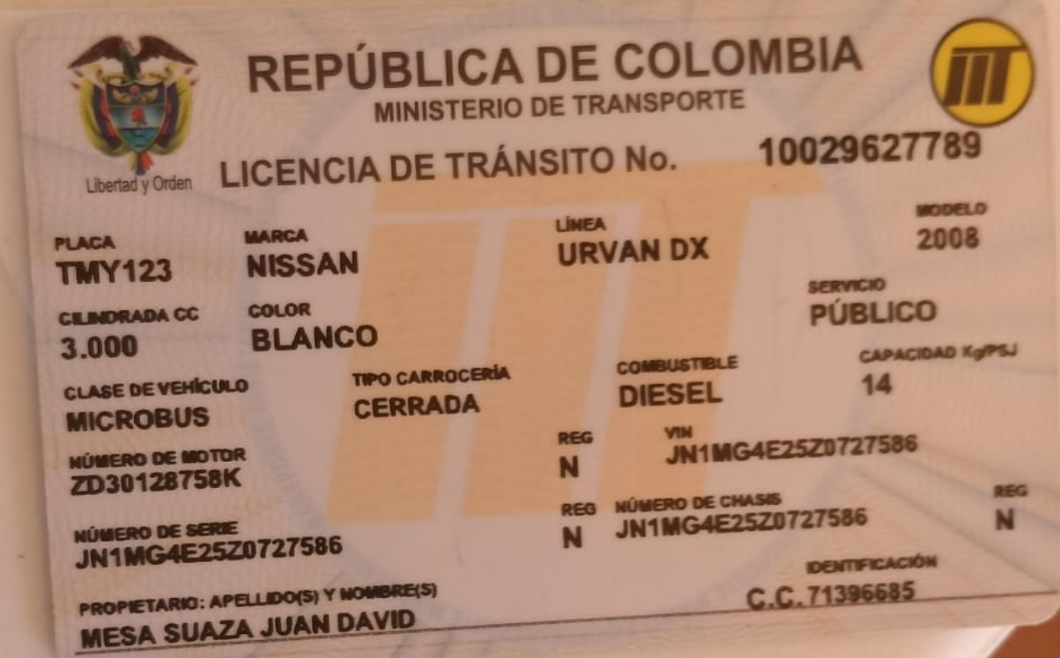 REPÚBLICA DE COLOMBIA
MINISTERIO DE TRANSPORTE
Libertad y Orden
LICENCIA DE TRÁNSITO No. 10029627789
PLACA MARCA LÍNEA MODELO
TMY123 NISSAN URVAN DX 2008
CILINDRADA CC COLOR SERVICIO
3.000 BLANCO PÚBLICO
CLASE DE VEHÍCULO TIPO CARROCERÍA COMBUSTIBLE CAPACIDAD Kg/PSJ
MICROBUS CERRADA DIESEL 14
NÚMERO DE MOTOR REG VIN
ZD30128758K N JN1MG4E25Z0727586
NÚMERO DE SERIE REG NÚMERO DE CHASIS REG
JN1MG4E25Z0727586 N JN1MG4E25Z0727586 N
PROPIETARIO: APELLIDO(S) Y NOMBRE(S) IDENTIFICACIÓN
MESA SUAZA JUAN DAVID C.C. 71396685